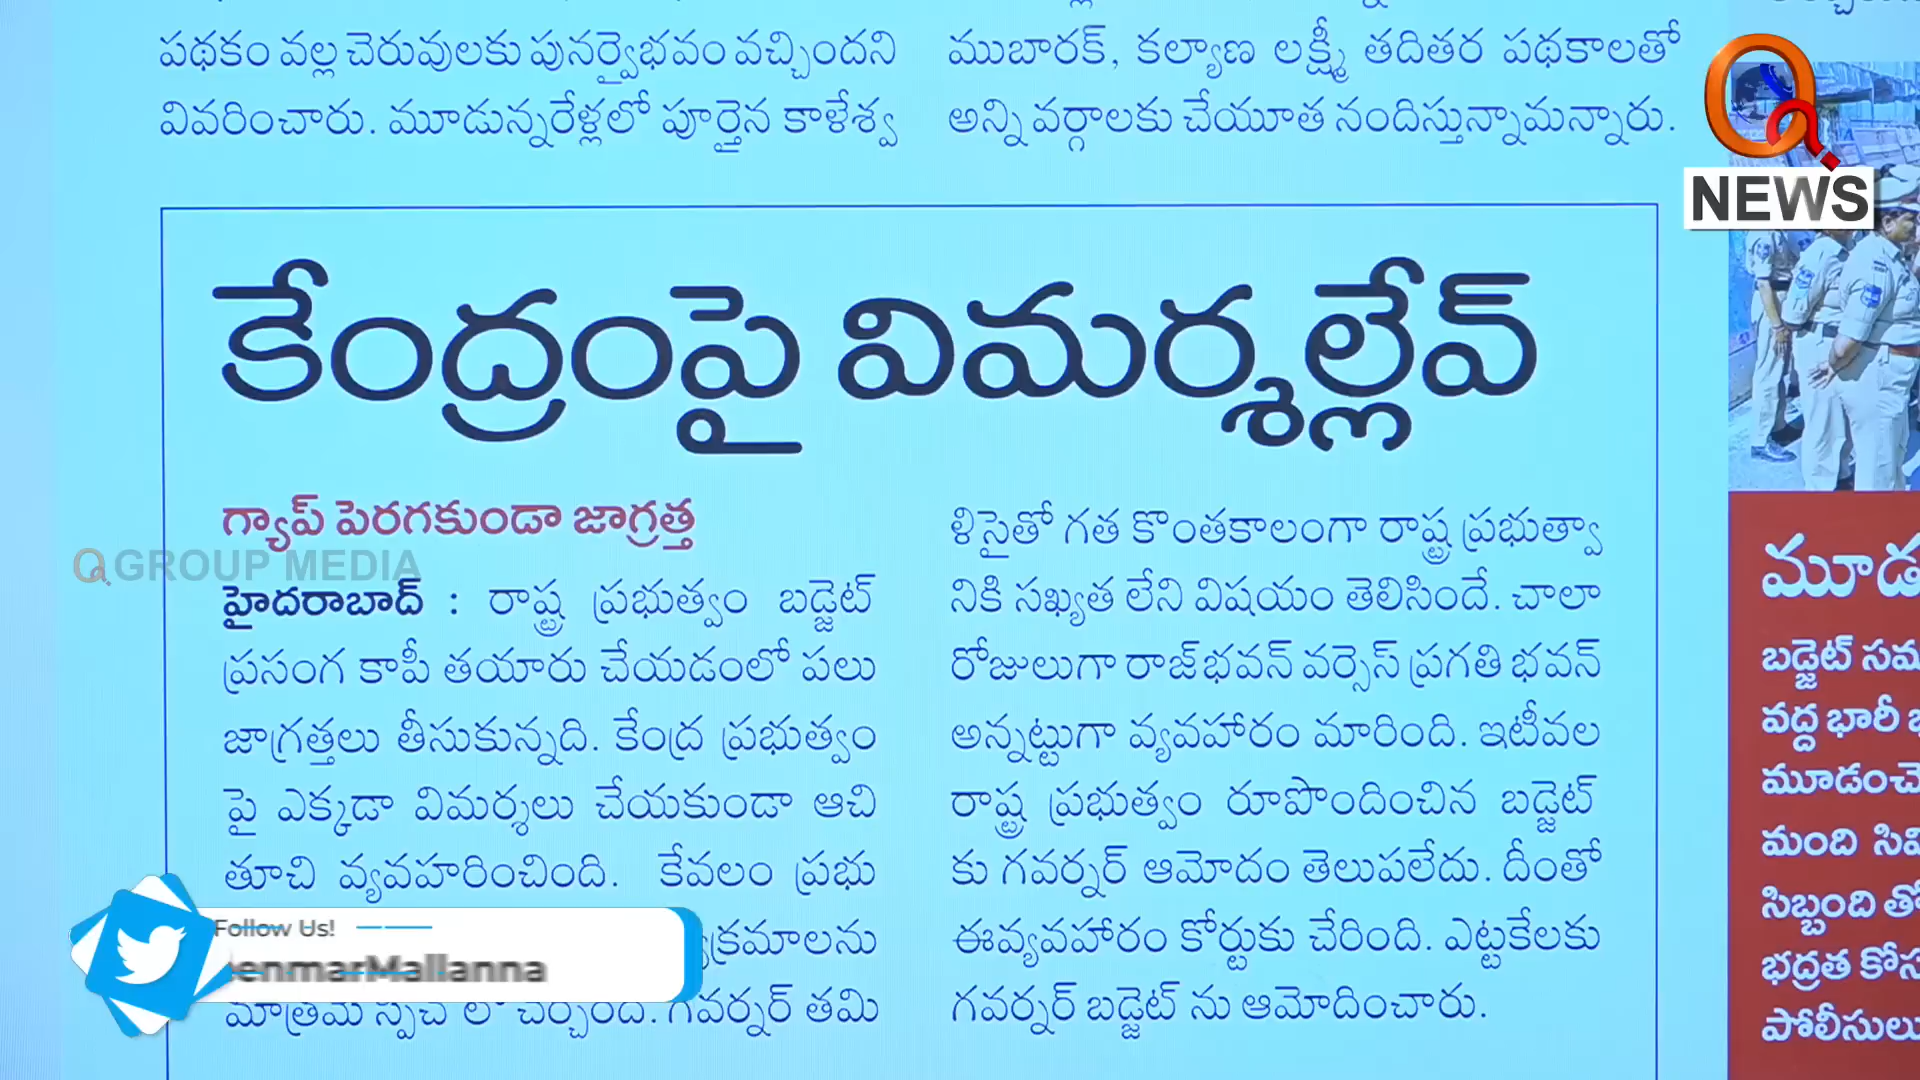 పథకం వల్ల చెరువులకు పునర్వైభవం వచ్చిందని
వివరించారు. మూడున్నరేళ్లలో పూర్తైన కాళేశ్వ
ముబారక్, కల్యాణ లక్ష్మీ తదితర పథకాలతో
అన్ని వర్గాలకు చేయూత నందిస్తున్నామన్నారు.
NEWS
కేంద్రంపై విమర్శల్లేవ్
గ్యాప్ పెరగకుండా జాగ్రత్త
GROUP MEDIA
హైదరాబాద్ : రాష్ట్ర ప్రభుత్వం బడ్జెట్
ప్రసంగ కాపీ తయారు చేయడంలో పలు
జాగ్రత్తలు తీసుకున్నది. కేంద్ర ప్రభుత్వం
పై ఎక్కడా విమర్శలు చేయకుండా ఆచి
తూచి వ్యవహరించింది. కేవలం ప్రభు
క్రమాలను
మాత్రమే స్పీచ్ లో చేర్చింది. గవర్నర్ తమి
ళిసైతో గత కొంతకాలంగా రాష్ట్ర ప్రభుత్వా
నికి సఖ్యత లేని విషయం తెలిసిందే. చాలా
రోజులుగా రాజ్‌భవన్ వర్సెస్ ప్రగతి భవన్
అన్నట్టుగా వ్యవహారం మారింది. ఇటీవల
రాష్ట్ర ప్రభుత్వం రూపొందించిన బడ్జెట్
కు గవర్నర్ ఆమోదం తెలుపలేదు. దీంతో
ఈవ్యవహారం కోర్టుకు చేరింది. ఎట్టకేలకు
గవర్నర్ బడ్జెట్ ను ఆమోదించారు.
Follow Us!
enmarMallanna
మూడ
బడ్జెట్ సమ
వద్ద భారీ
మూడంచె
మంది సివి
సిబ్బంది తో
భద్రత కోస
పోలీసులు